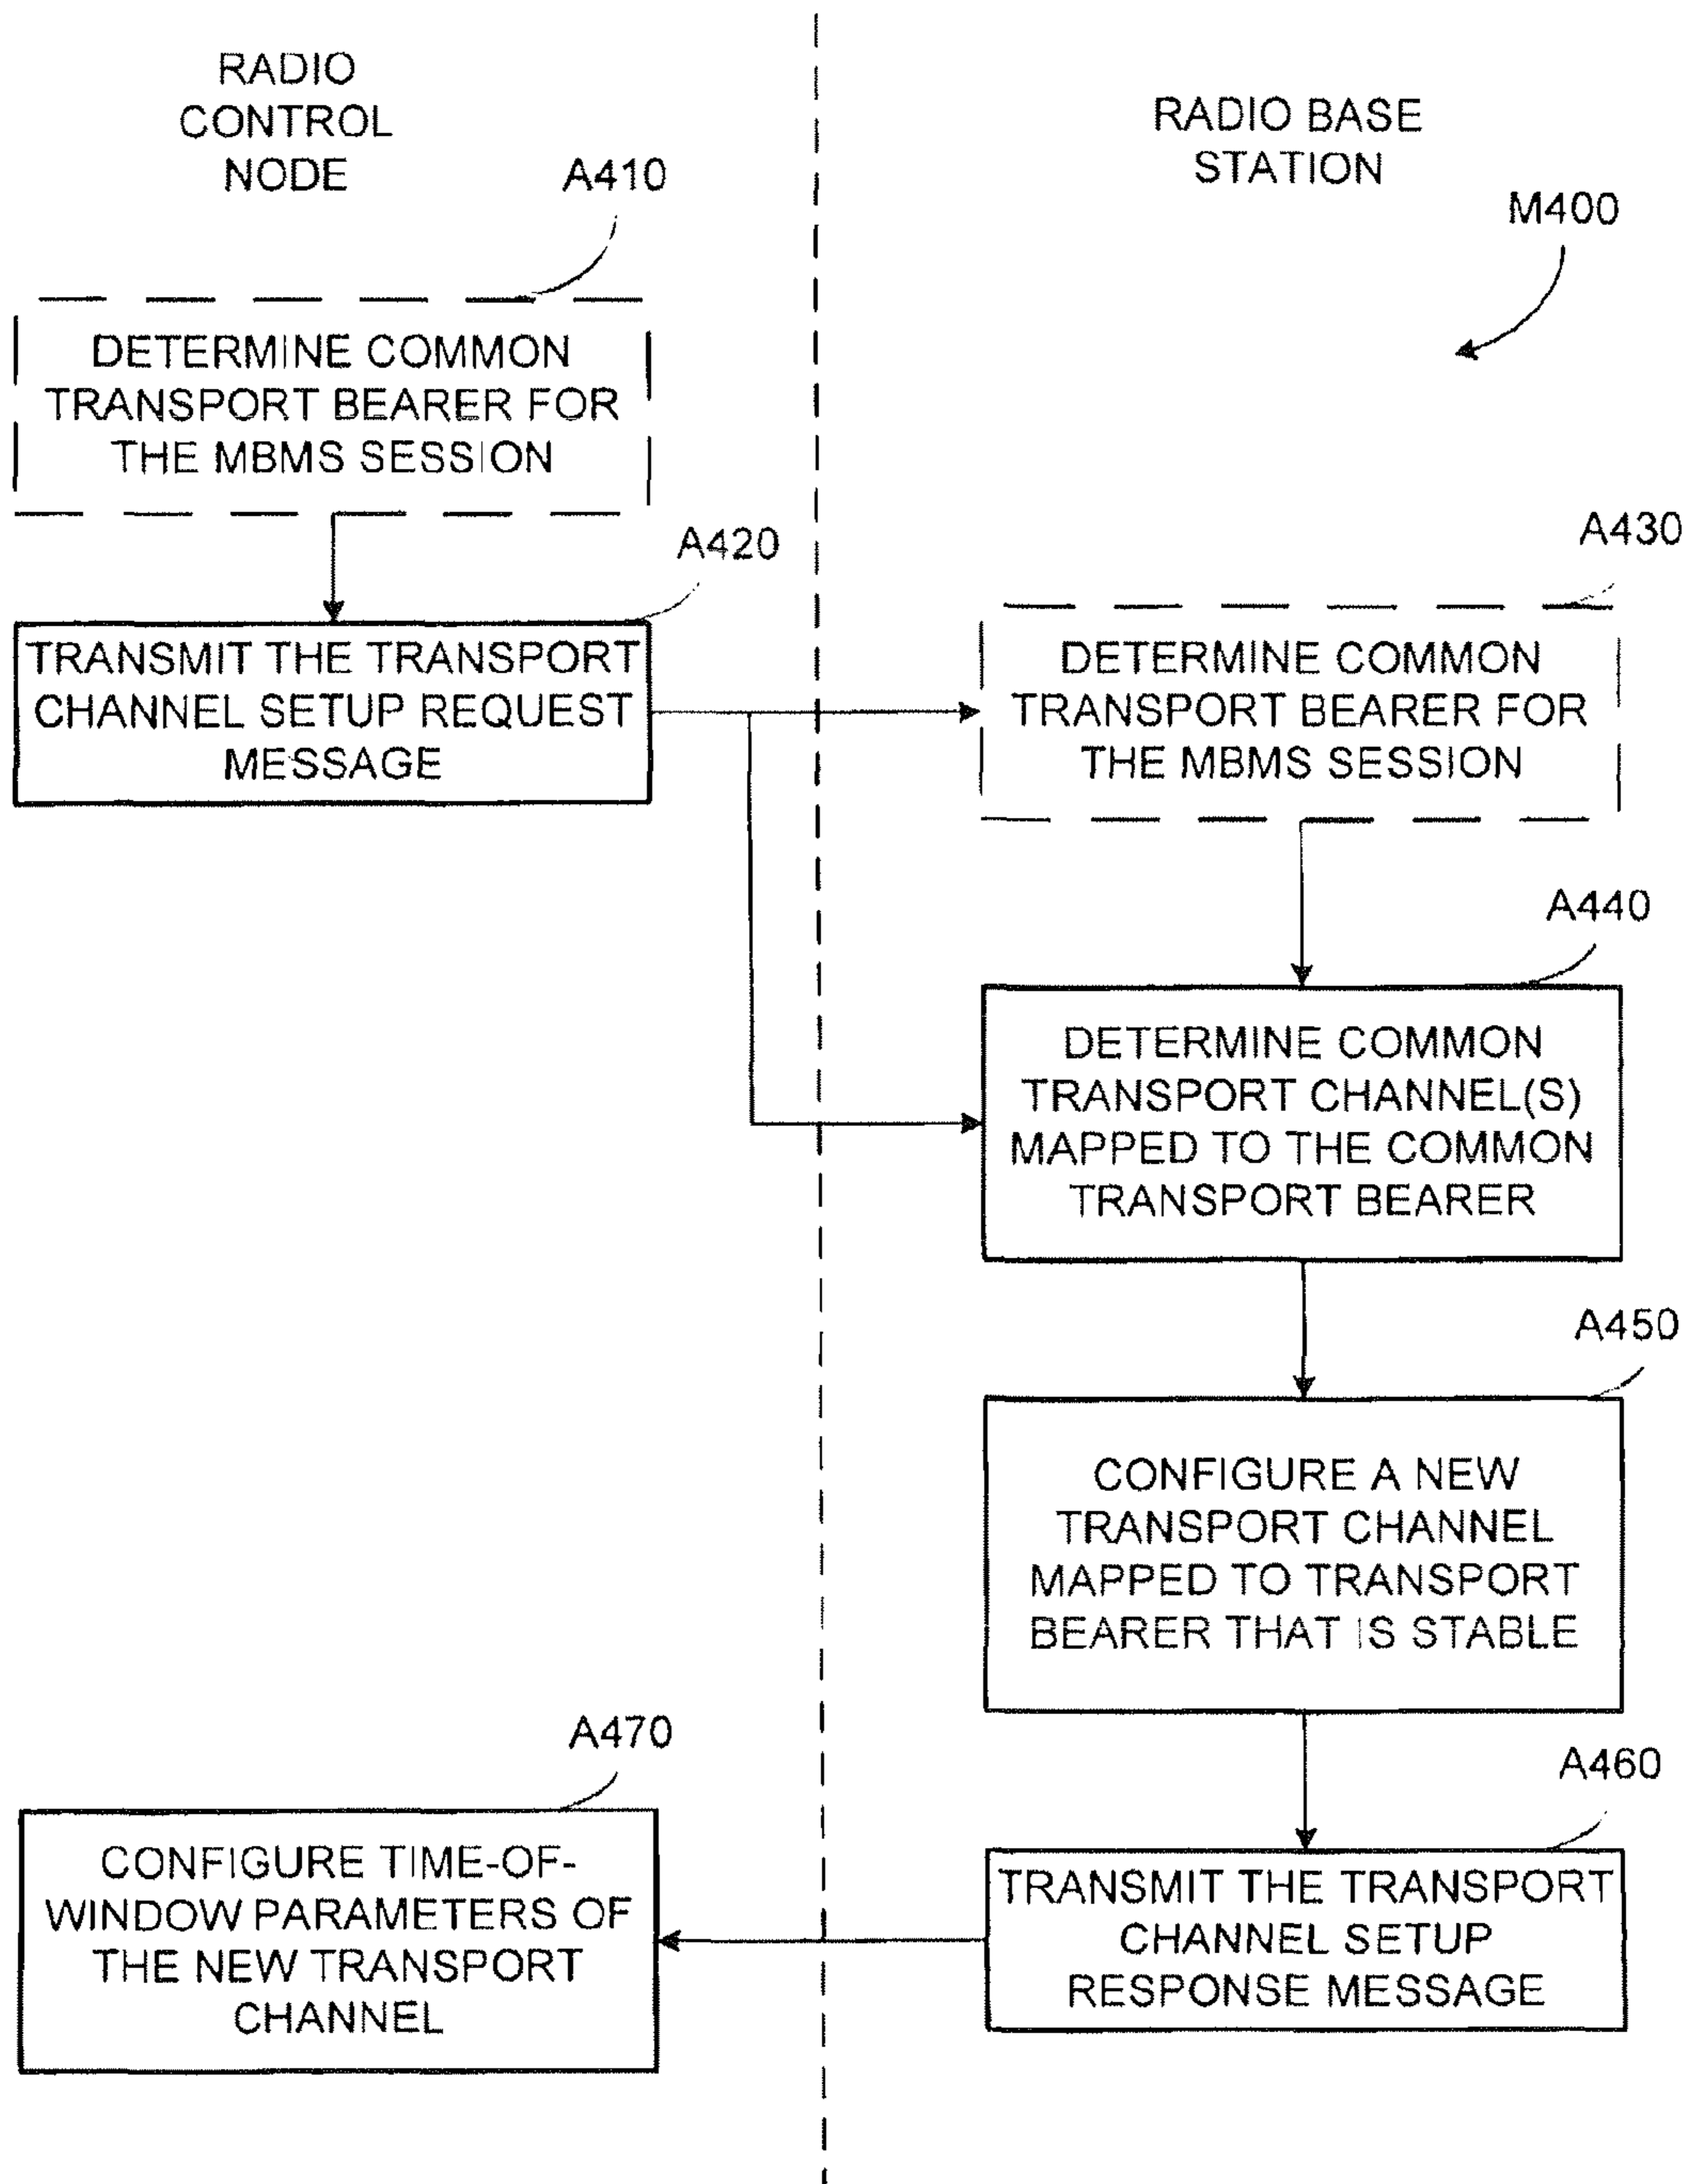 RADIO
CONTROL
NODE
RADIO BASE
STATION
M400
A410
DETERMINE COMMON
TRANSPORT BEARER FOR
THE MBMS SESSION
A420
TRANSMIT THE TRANSPORT
CHANNEL SETUP REQUEST
MESSAGE
A430
DETERMINE COMMON
TRANSPORT BEARER FOR
THE MBMS SESSION
A440
DETERMINE COMMON
TRANSPORT CHANNEL(S)
MAPPED TO THE COMMON
TRANSPORT BEARER
A450
CONFIGURE A NEW
TRANSPORT CHANNEL
MAPPED TO TRANSPORT
BEARER THAT IS STABLE
A460
TRANSMIT THE TRANSPORT
CHANNEL SETUP
RESPONSE MESSAGE
A470
CONFIGURE TIME-OF-
WINDOW PARAMETERS OF
THE NEW TRANSPORT
CHANNEL